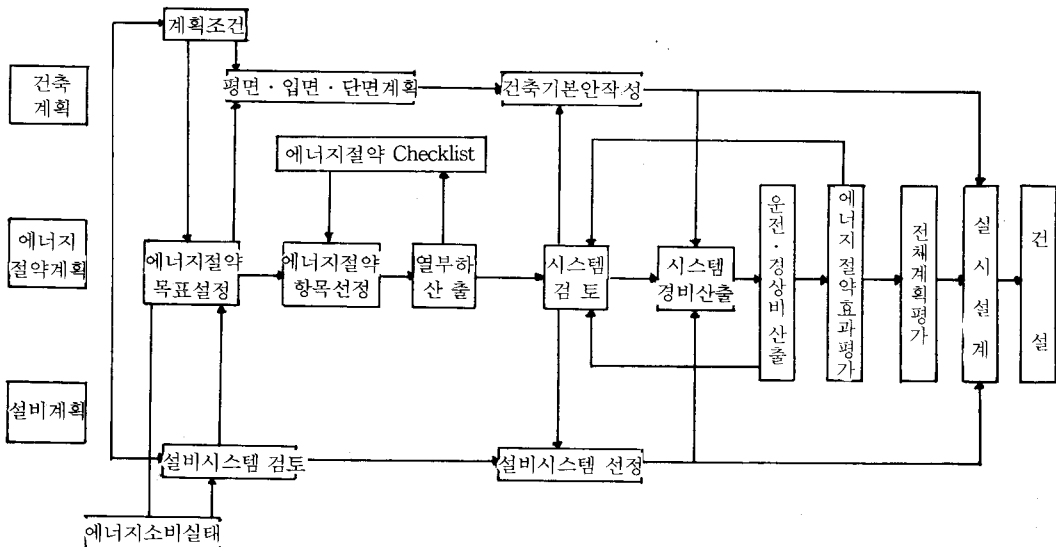 계획조건
건축
계획
평면·입면·단면계획
건축기본안작성
에너지절약 Checklist
에너지
절약계획
에너지절약
목표설정
에너지절약
항목선정
열부하
산 출
시스템
검 토
시스템
경비산출
운전·경상비 산출
에너지절약효과평가
전체계획평가
실시설계
건 설
설비계획
설비시스템 검토
설비시스템 선정
에너지소비실태